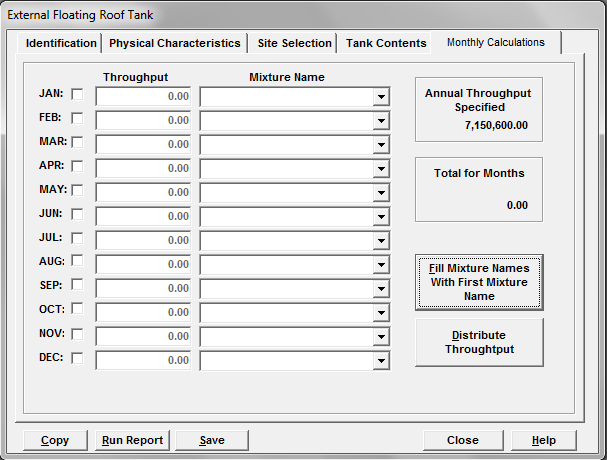 External Floating Roof Tank
Identification Physical Characteristics Site Selection Tank Contents Monthly Calculations
Throughput Mixture Name
JAN: 0.00
FEB: 0.00
MAR: 0.00
APR: 0.00
MAY: 0.00
JUN: 0.00
JUL: 0.00
AUG: 0.00
SEP: 0.00
OCT: 0.00
NOV: 0.00
DEC: 0.00
Annual Throughput
Specified
7,150,600.00
Total for Months
0.00
Fill Mixture Names
With First Mixture
Name
Distribute
Throughtput
Copy Run Report Save Close Help